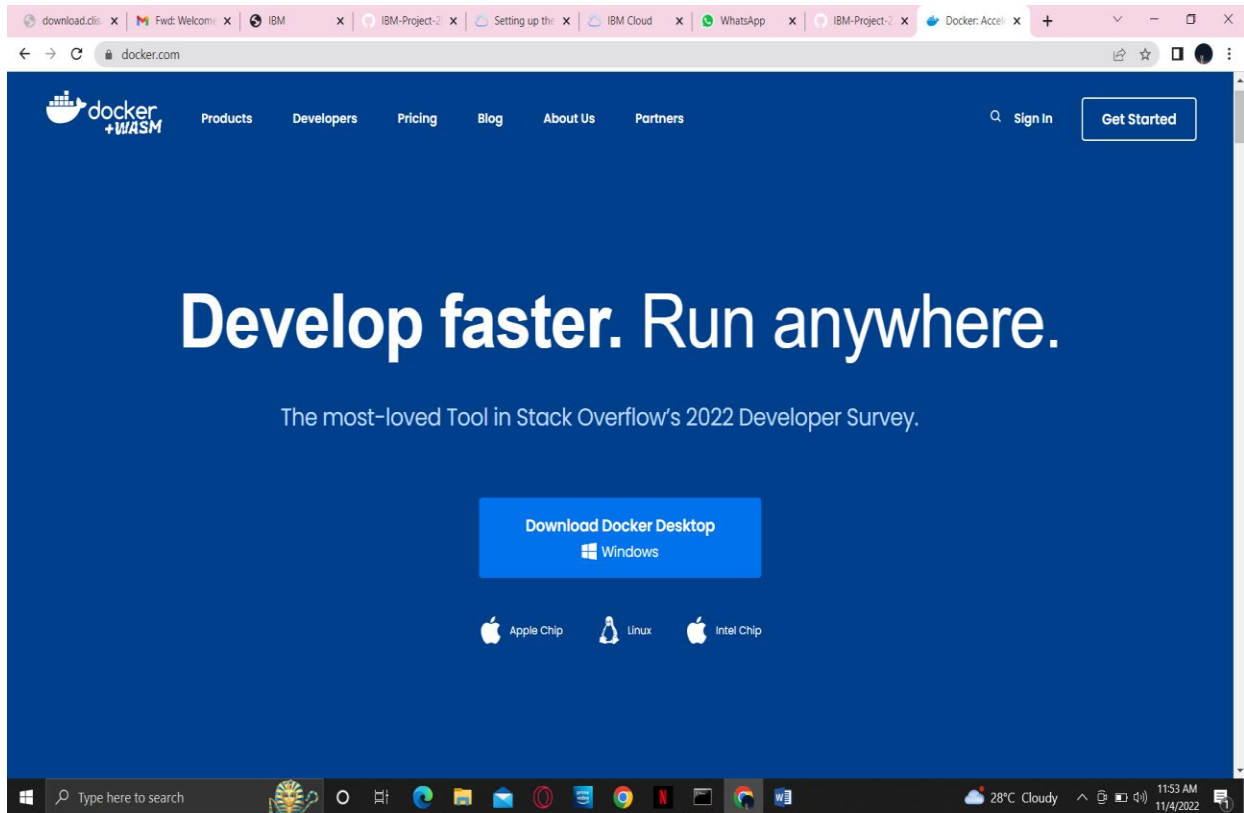 download.clis
Fwd: Welcome
IBM
IBM-Project-2
Setting up the
IBM Cloud
WhatsApp
IBM-Project-2
Docker: Accel
docker.com
docker
+WASM
Products
Developers
Pricing
Blog
About Us
Partners
Sign In
Get Started
Develop faster. Run anywhere.
The most-loved Tool in Stack Overflow's 2022 Developer Survey.
Download Docker Desktop
Windows
Apple Chip
Linux
Intel Chip
Type here to search
28°C Cloudy
11:53 AM
11/4/2022